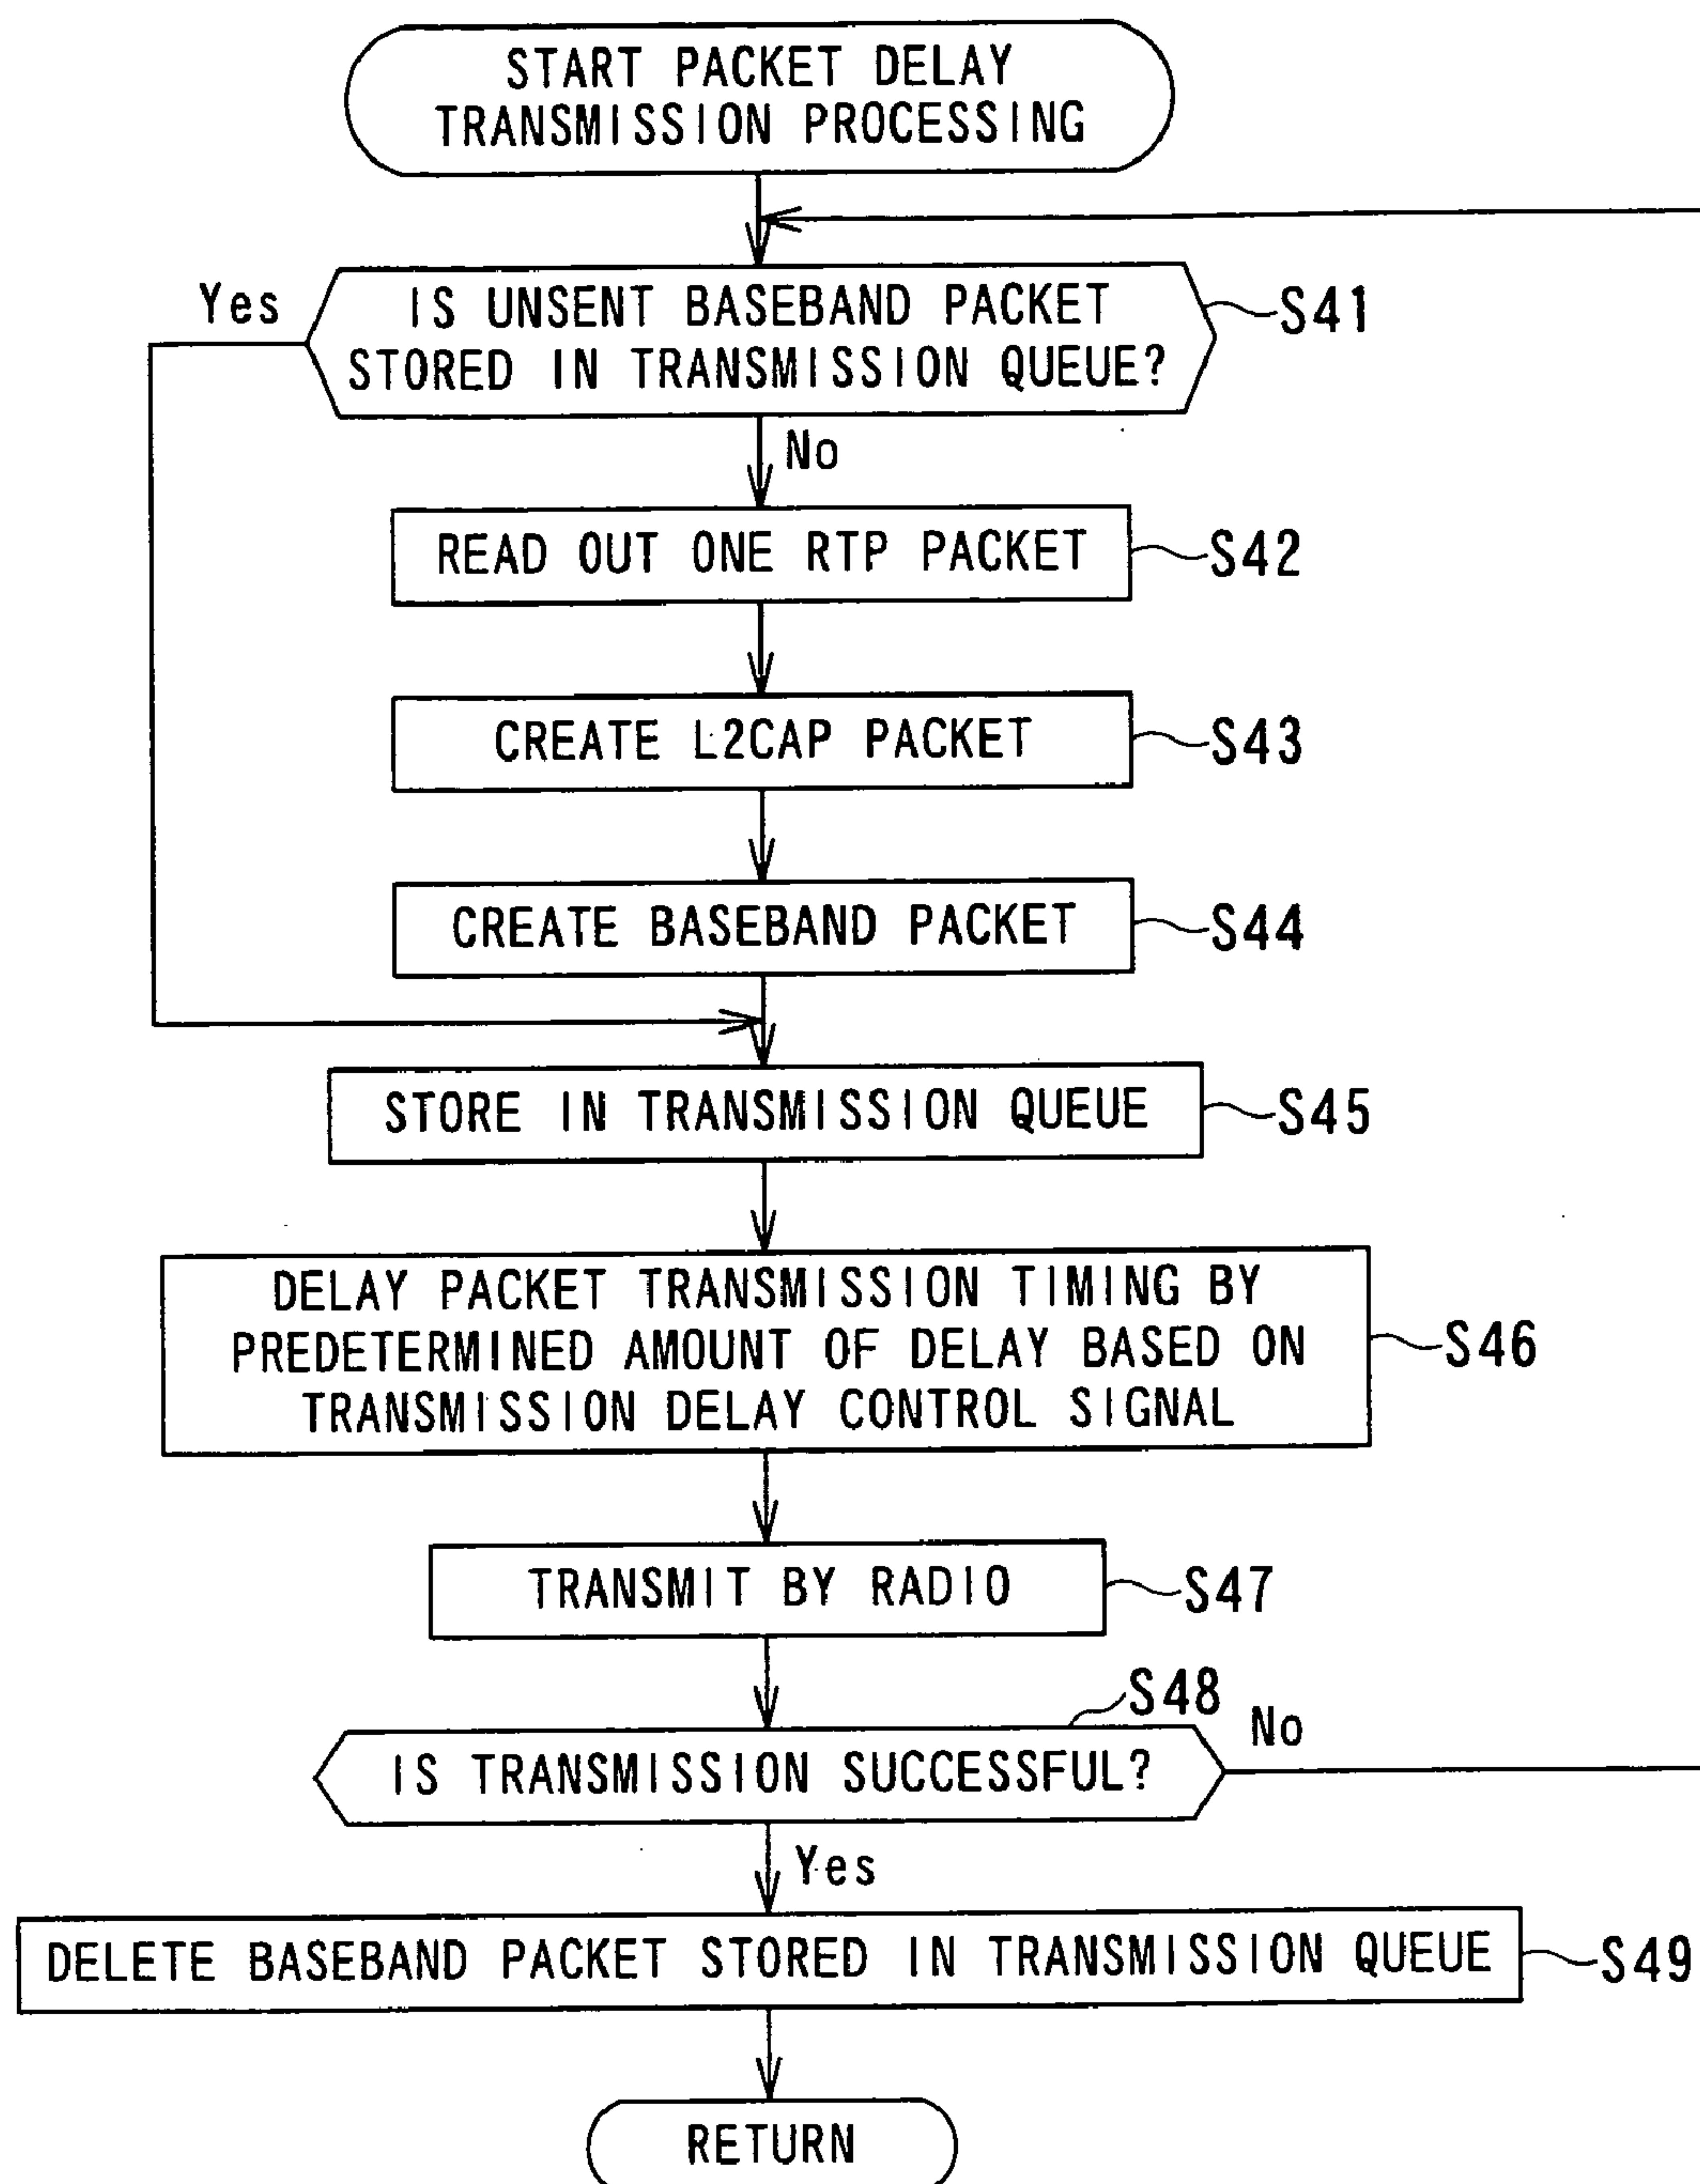 START PACKET DELAY
TRANSMISSION PROCESSING
Yes
IS UNSENT BASEBAND PACKET
STORED IN TRANSMISSION QUEUE?
S41
No
READ OUT ONE RTP PACKET
S42
CREATE L2CAP PACKET
S43
CREATE BASEBAND PACKET
S44
STORE IN TRANSMISSION QUEUE
S45
DELAY PACKET TRANSMISSION TIMING BY
PREDETERMINED AMOUNT OF DELAY BASED ON
TRANSMISSION DELAY CONTROL SIGNAL
S46
TRANSMIT BY RADIO
S47
S48
IS TRANSMISSION SUCCESSFUL?
No
Yes
DELETE BASEBAND PACKET STORED IN TRANSMISSION QUEUE
S49
RETURN